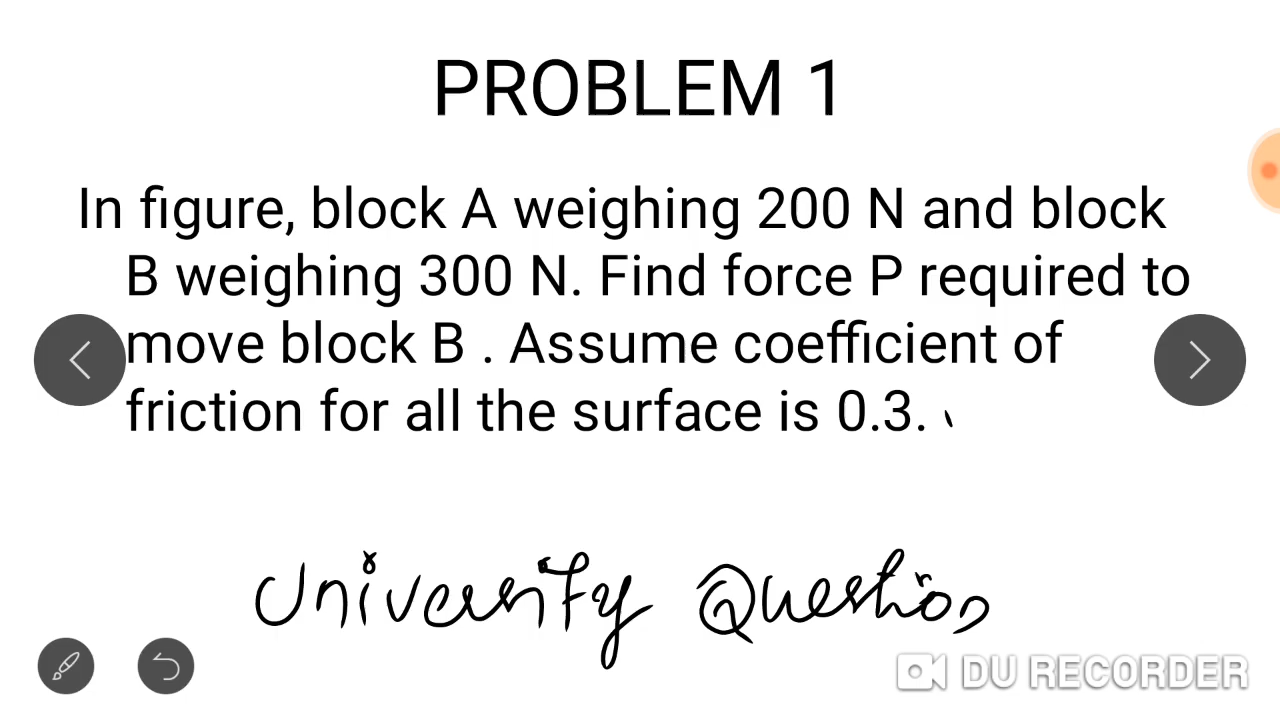 PROBLEM 1
In figure, block A weighing 200 N and block
B weighing 300 N. Find force P required to
move block B . Assume coefficient of
friction for all the surface is 0.3.
University Question
DU RECORDER